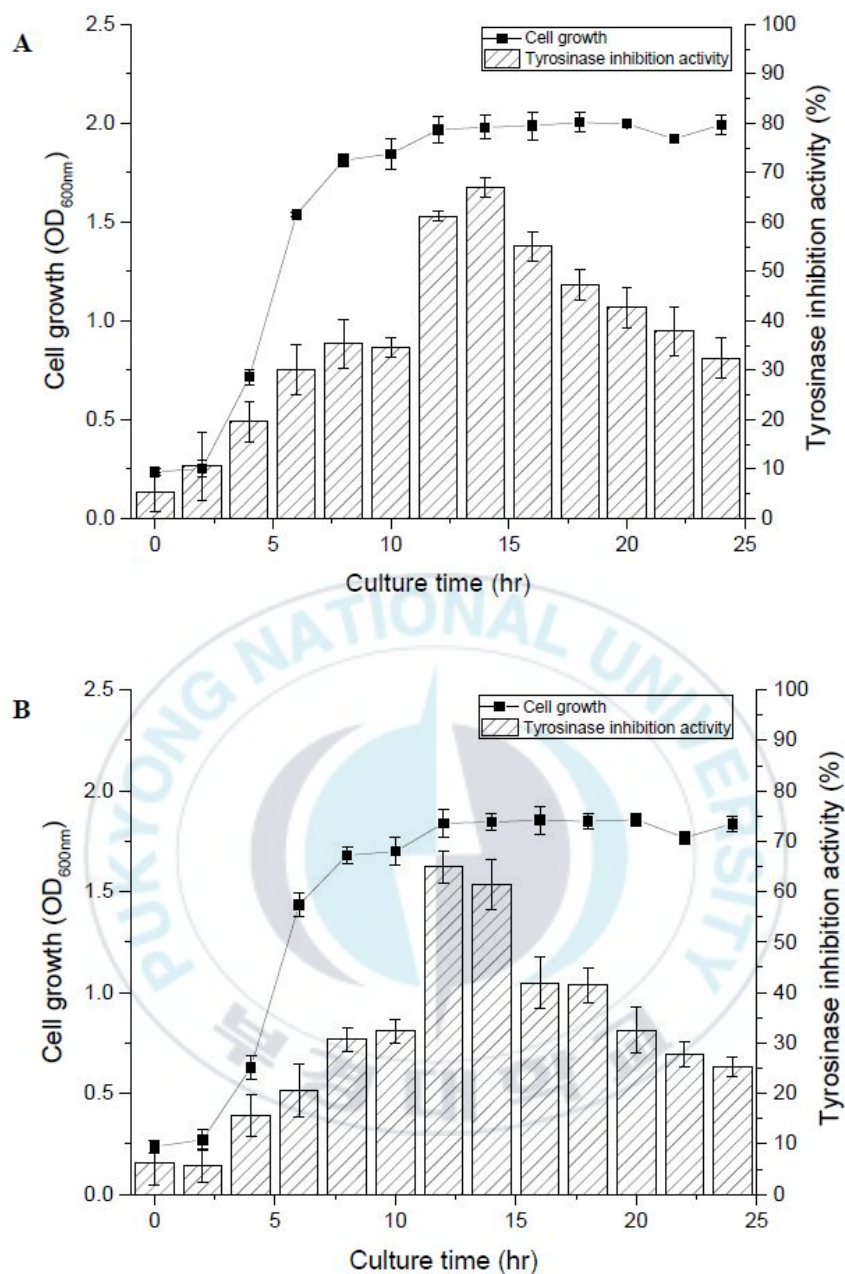 A
2.5
2.0
1.5
1.0
0.5
0.0
Cell growth (OD600nm)
Cell growth
Tyrosinase inhibition activity
100
90
80
70
60
50
40
30
20
10
0
Tyrosinase inhibition activity (%)
0 5 10 15 20 25
Culture time (hr)
PUKYONG NATIONAL UNIVERSITY
B
2.5
2.0
1.5
1.0
0.5
0.0
Cell growth (OD600nm)
Cell growth
Tyrosinase inhibition activity
100
90
80
70
60
50
40
30
20
10
0
Tyrosinase inhibition activity (%)
0 5 10 15 20 25
Culture time (hr)